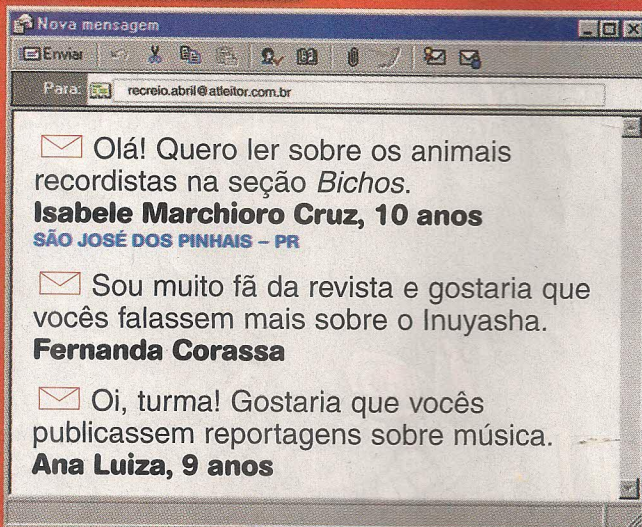 Nova mensagem
Enviar
Para: recreio.abril@atleitor.com.br
Olá! Quero ler sobre os animais
recordistas na seção Bichos.
Isabele Marchioro Cruz, 10 anos
SÃO JOSÉ DOS PINHAIS – PR
Sou muito fã da revista e gostaria que
vocês falassem mais sobre o Inuyasha.
Fernanda Corassa
Oi, turma! Gostaria que vocês
publicassem reportagens sobre música.
Ana Luiza, 9 anos